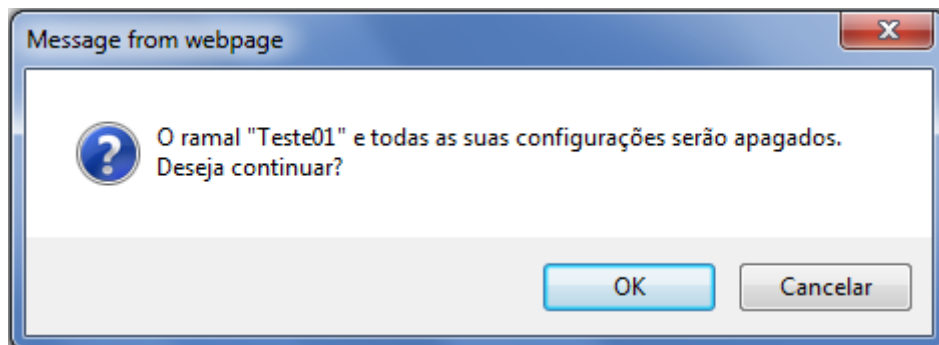 Message from webpage
O ramal "Teste01" e todas as suas configurações serão apagados.
Deseja continuar?
OK
Cancelar